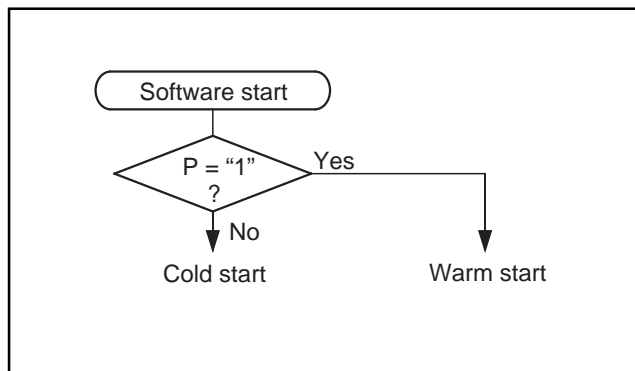 Software start
P = “1”
?
Yes
No
Cold start
Warm start